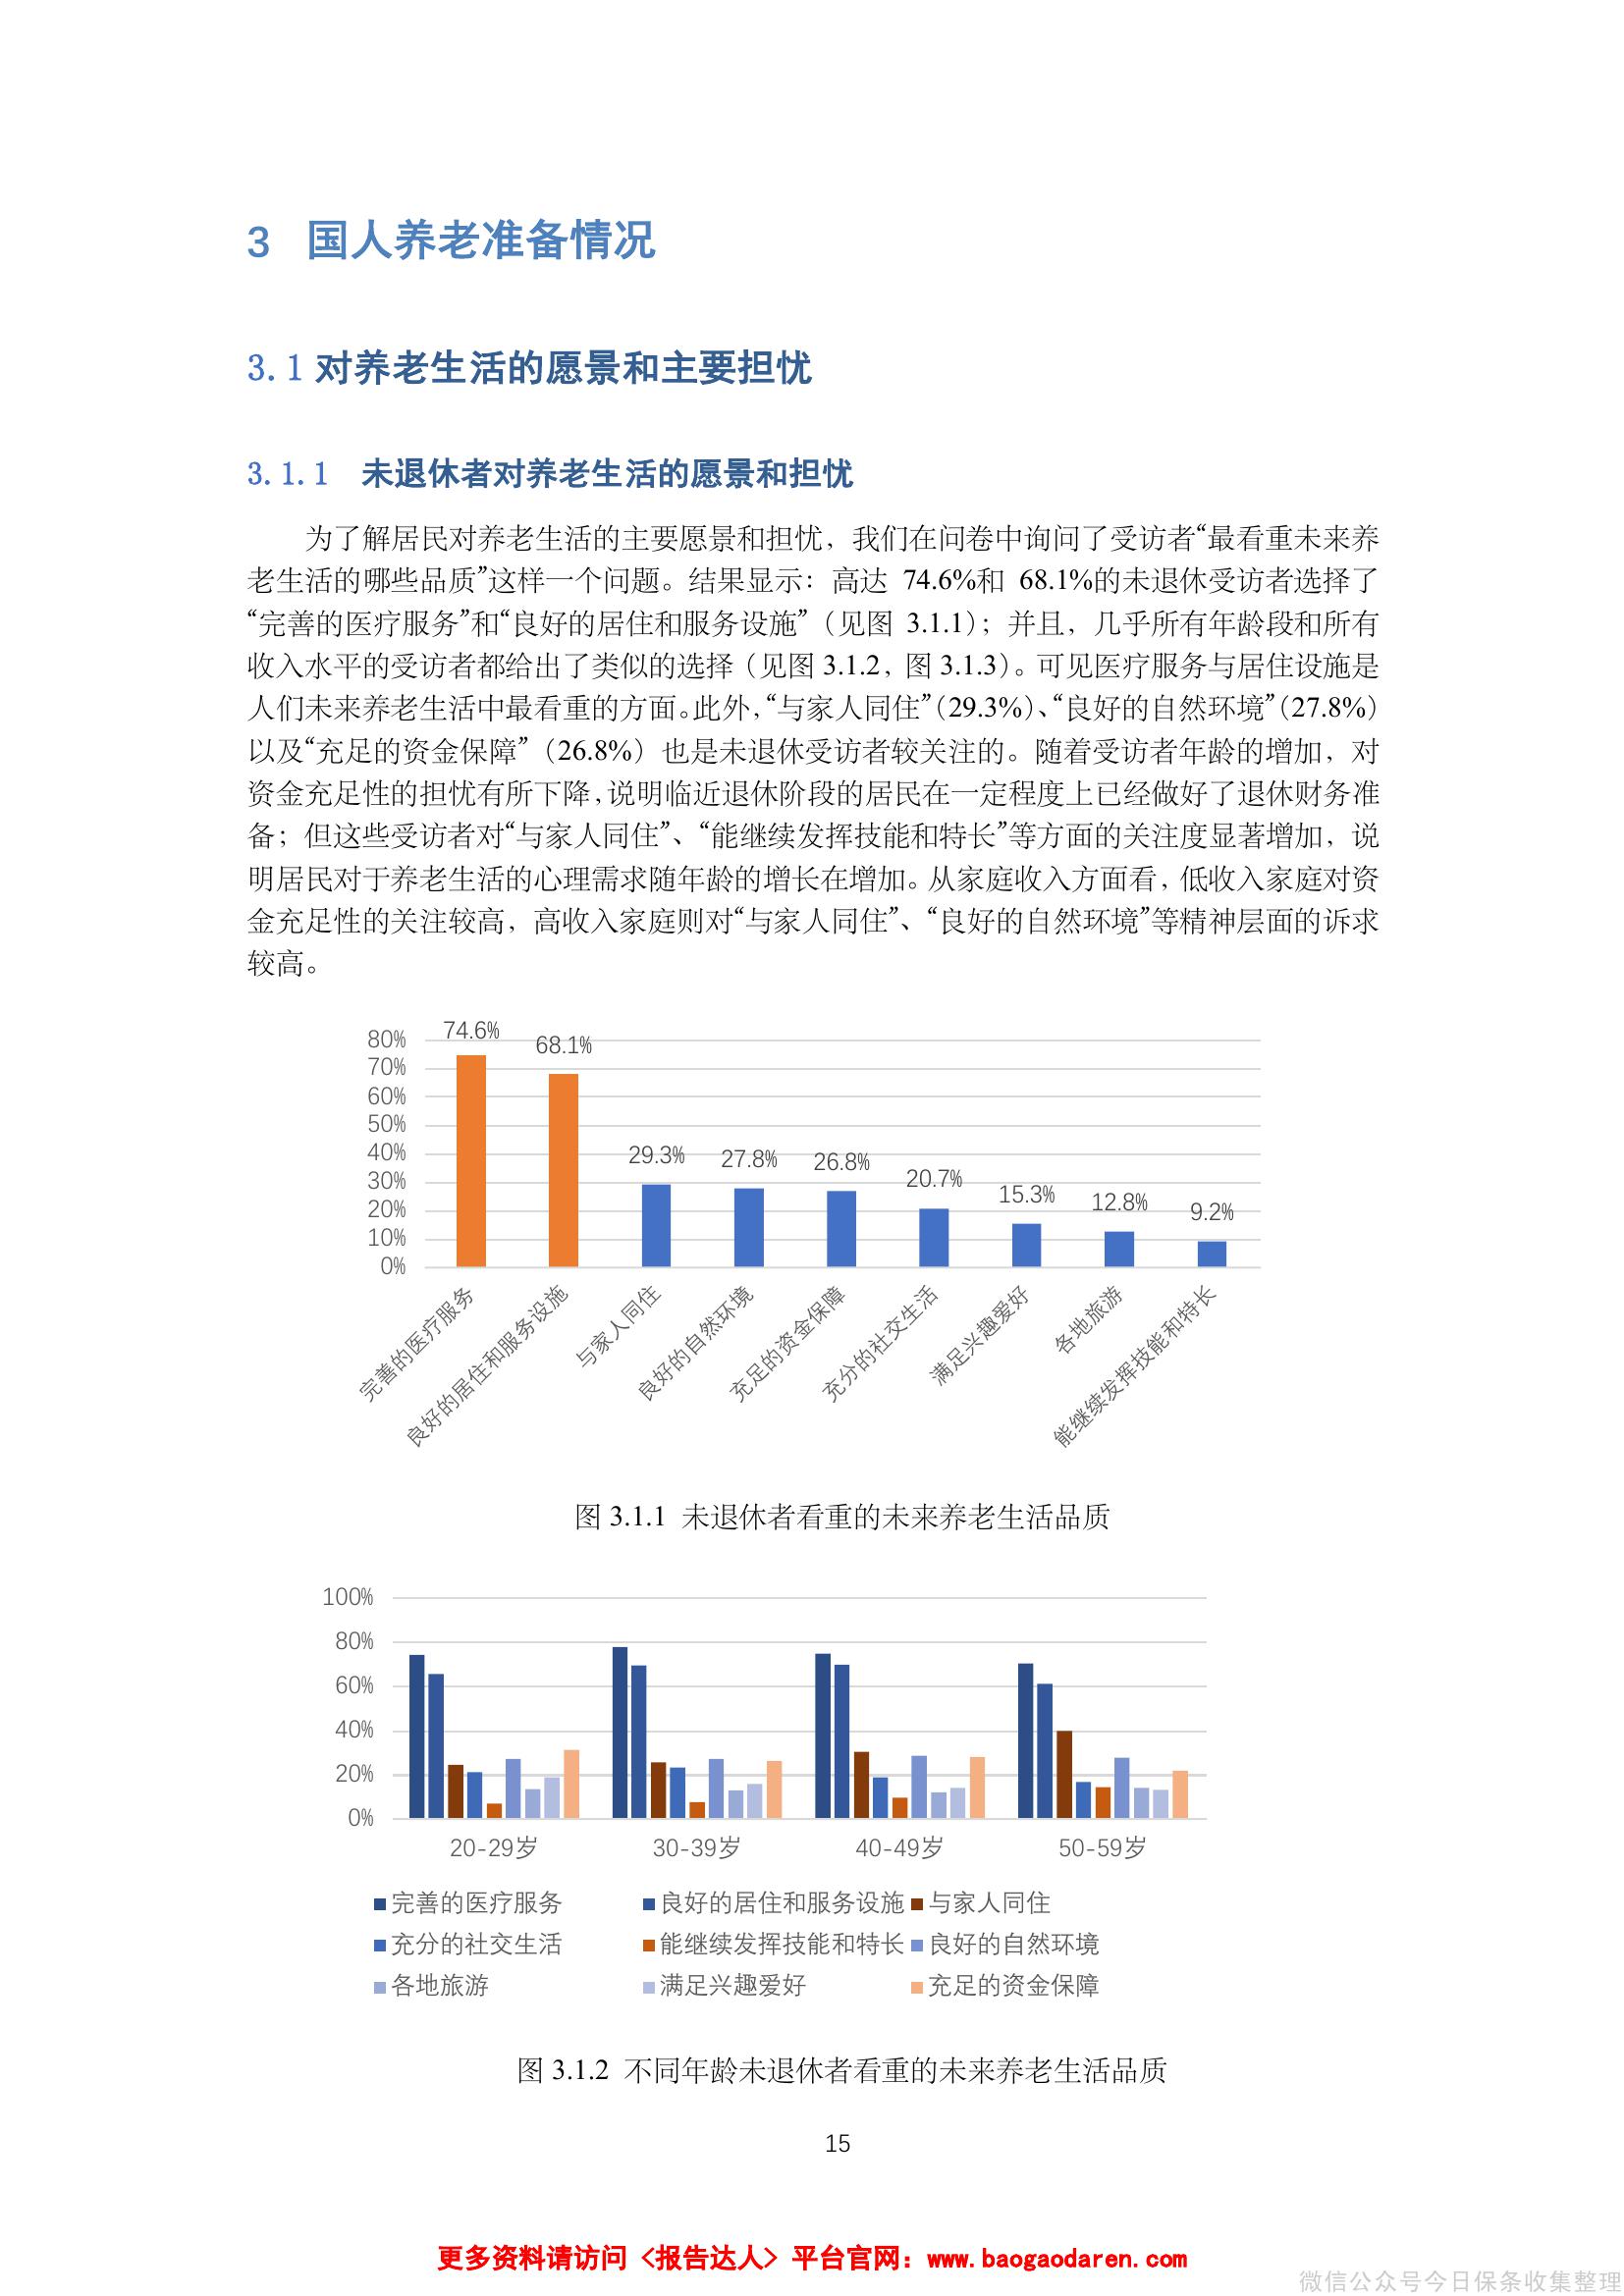 3 国人养老准备情况
3.1 对养老生活的愿景和主要担忧
3.1.1 未退休者对养老生活的愿景和担忧
为了解居民对养老生活的主要愿景和担忧，我们在问卷中询问了受访者“最看重未来养
老生活的哪些品质”这样一个问题。结果显示：高达 74.6%和 68.1%的未退休受访者选择了
“完善的医疗服务”和“良好的居住和服务设施”（见图 3.1.1）；并且，几乎所有年龄段和所有
收入水平的受访者都给出了类似的选择（见图 3.1.2，图 3.1.3）。可见医疗服务与居住设施是
人们未来养老生活中最看重的方面。此外，“与家人同住”（29.3%）、“良好的自然环境”（27.8%）
以及“充足的资金保障”（26.8%）也是未退休受访者较关注的。随着受访者年龄的增加，对
资金充足性的担忧有所下降，说明临近退休阶段的居民在一定程度上已经做好了退休财务准
备；但这些受访者对“与家人同住”、“能继续发挥技能和特长”等方面的关注度显著增加，说
明居民对于养老生活的心理需求随年龄的增长在增加。从家庭收入方面看，低收入家庭对资
金充足性的关注较高，高收入家庭则对“与家人同住”、“良好的自然环境”等精神层面的诉求
较高。
80%
70%
60%
50%
40%
30%
20%
10%
0%
74.6%
68.1%
29.3%
27.8%
26.8%
20.7%
15.3%
12.8%
9.2%
完善的医疗服务
良好的居住和服务设施
与家人同住
良好的自然环境
充足的资金保障
充分的社交生活
满足兴趣爱好
各地旅游
能继续发挥技能和特长
图 3.1.1 未退休者看重的未来养老生活品质
100%
80%
60%
40%
20%
0%
20-29岁 30-39岁 40-49岁 50-59岁
完善的医疗服务 良好的居住和服务设施 与家人同住
充分的社交生活 能继续发挥技能和特长 良好的自然环境
各地旅游 满足兴趣爱好 充足的资金保障
图 3.1.2 不同年龄未退休者看重的未来养老生活品质
15
更多资料请访问《报告达人》平台官网：www.baogaodaren.com
微信公众号今日保条收集整理